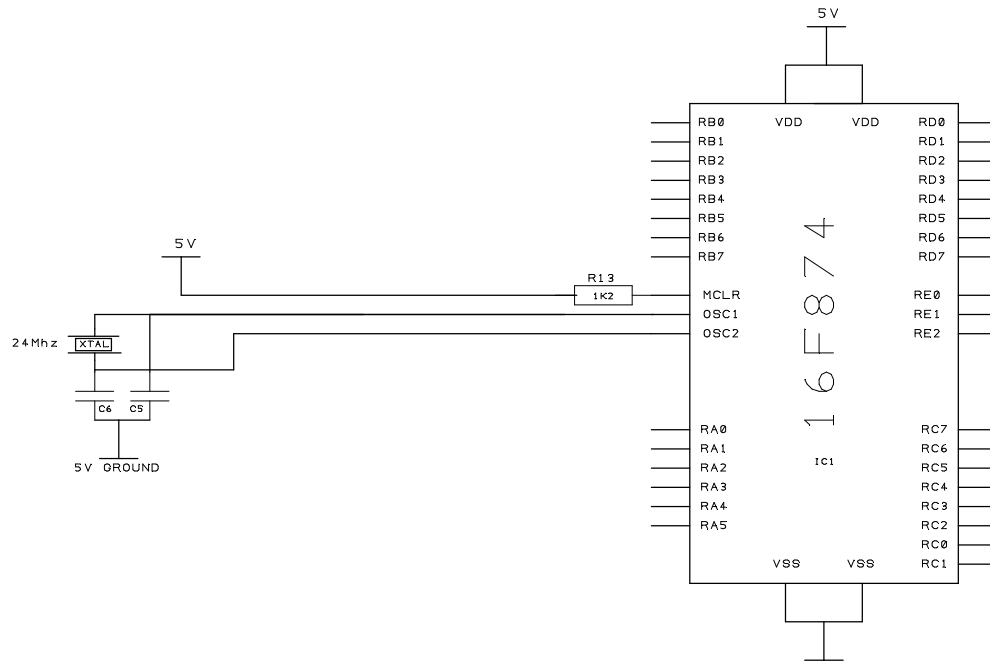 5V
VDD VDD
RB0
RB1
RB2
RB3
RB4
RB5
RB6
RB7
MCLR
OSC1
OSC2
RA0
RA1
RA2
RA3
RA4
RA5
RD0
RD1
RD2
RD3
RD4
RD5
RD6
RD7
RE0
RE1
RE2
RC7
RC6
RC5
RC4
RC3
RC2
RC0
RC1
16F874
IC1
VSS VSS
5V
R13
1K2
24Mhz
XTAL
C6 C5
5V GROUND